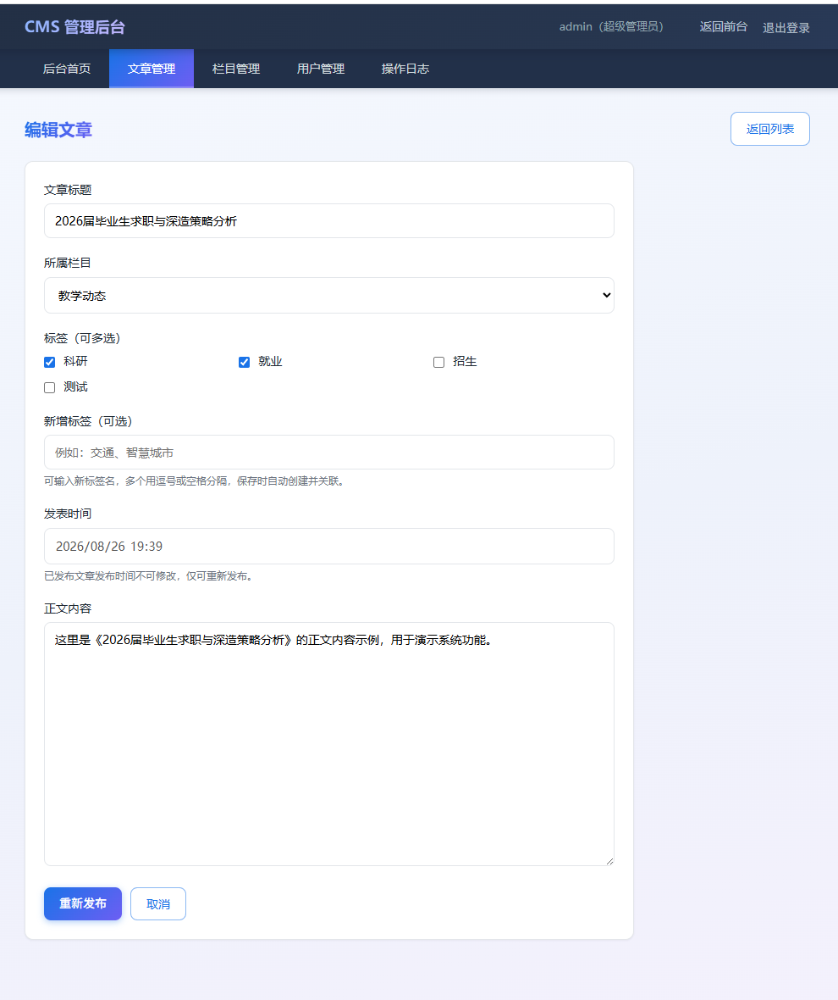 CMS 管理后台
admin（超级管理员） 返回前台 退出登录
后台首页 文章管理 栏目管理 用户管理 操作日志
编辑文章 返回列表
文章标题
2026届毕业生求职与深造策略分析
所属栏目
教学动态
标签（可多选）
科研 就业 招生
测试
新增标签（可选）
例如：交通、智慧城市
可输入新标签名，多个用逗号或空格分隔，保存时自动创建并关联。
发表时间
2026/08/26 19:39
已发布文章发布时间不可修改，仅可重新发布。
正文内容
这里是《2026届毕业生求职与深造策略分析》的正文内容示例，用于演示系统功能。
重新发布 取消